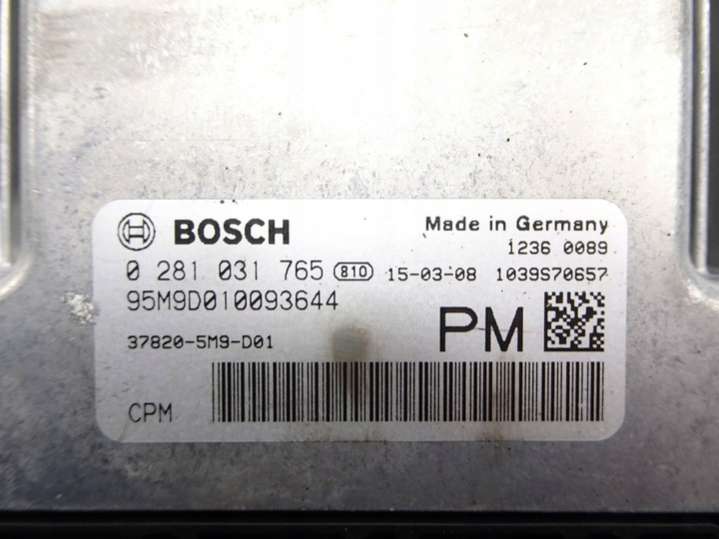 BOSCH
Made in Germany
1236 0089
0 281 031 765 810 15-03-08 1039S70657
95M9D010093644
37820-5M9-D01
PM
CPM